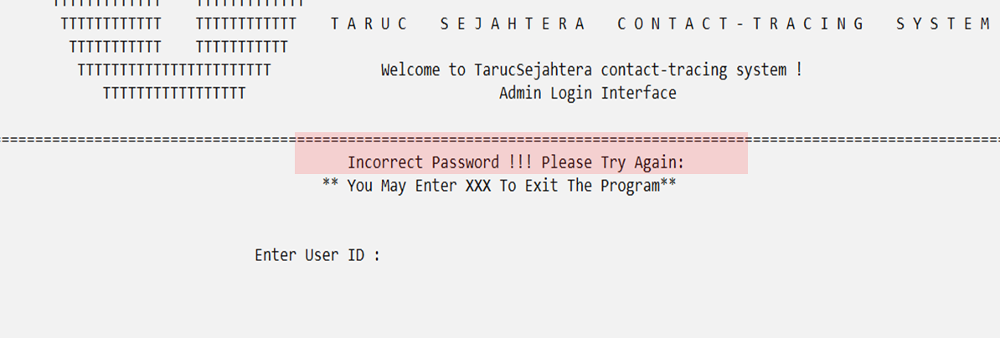 TTTTTTTTTTTT TTTTTTTTTTTT T A R U C S E J A H T E R A C O N T A C T - T R A C I N G S Y S T E M
TTTTTTTTTTT TTTTTTTTTTT
TTTTTTTTTTTTTTTTTTTTTTT Welcome to TarucSejahtera contact-tracing system !
TTTTTTTTTTTTTTTTT Admin Login Interface
Incorrect Password !!! Please Try Again:
** You May Enter XXX To Exit The Program**
Enter User ID :